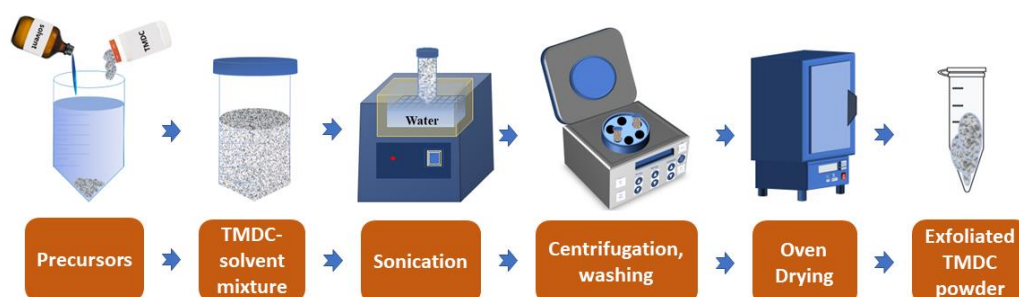 solvent
TMDC
Water
Precursors
TMDC-
solvent
mixture
Sonication
Centrifugation,
washing
Oven
Drying
Exfoliated
TMDC
powder